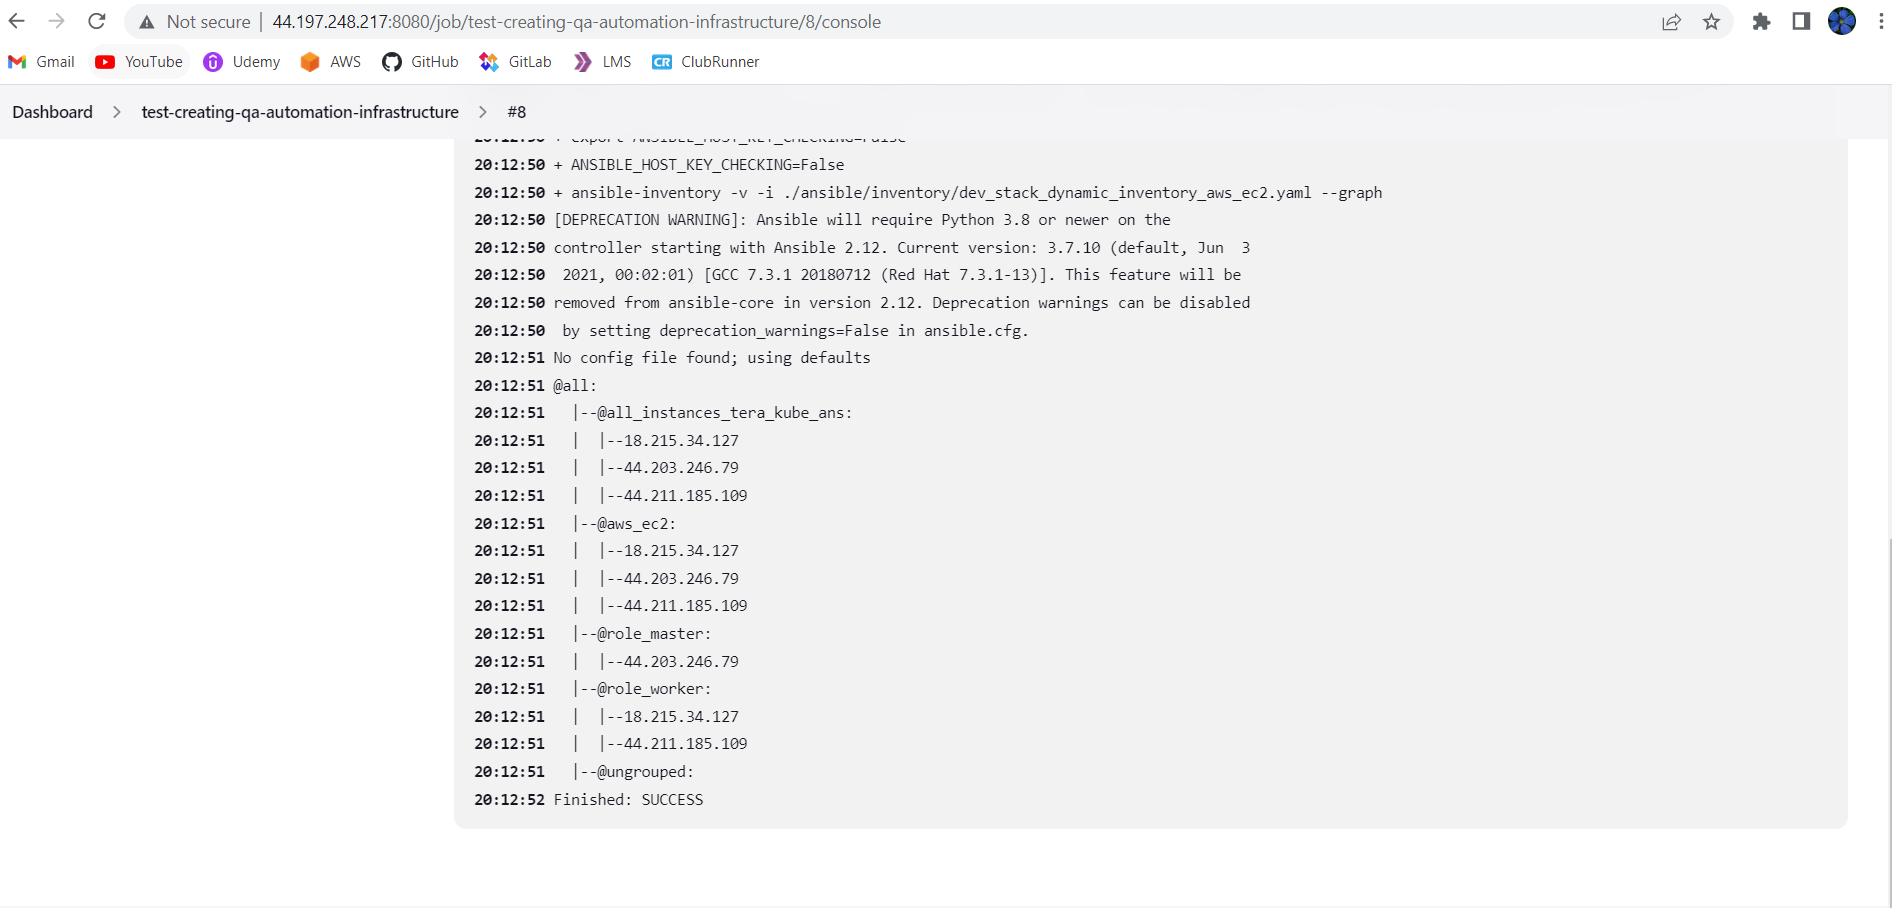 Not secure | 44.197.248.217:8080/job/test-creating-qa-automation-infrastructure/8/console
Gmail YouTube Udemy AWS GitHub GitLab LMS CR ClubRunner
Dashboard > test-creating-qa-automation-infrastructure > #8
20:12:50 + export ANSIBLE_HOST_KEY_CHECKING=False
20:12:50 + ANSIBLE_HOST_KEY_CHECKING=False
20:12:50 + ansible-inventory -v -i ./ansible/inventory/dev_stack_dynamic_inventory_aws_ec2.yaml --graph
20:12:50 [DEPRECATION WARNING]: Ansible will require Python 3.8 or newer on the
20:12:50 controller starting with Ansible 2.12. Current version: 3.7.10 (default, Jun  3
20:12:50  2021, 00:02:01) [GCC 7.3.1 20180712 (Red Hat 7.3.1-13)]. This feature will be
20:12:50 removed from ansible-core in version 2.12. Deprecation warnings can be disabled
20:12:50  by setting deprecation_warnings=False in ansible.cfg.
20:12:51 No config file found; using defaults
20:12:51 @all:
20:12:51   |--@all_instances_tera_kube_ans:
20:12:51   |  |--18.215.34.127
20:12:51   |  |--44.203.246.79
20:12:51   |  |--44.211.185.109
20:12:51   |--@aws_ec2:
20:12:51   |  |--18.215.34.127
20:12:51   |  |--44.203.246.79
20:12:51   |  |--44.211.185.109
20:12:51   |--@role_master:
20:12:51   |  |--44.203.246.79
20:12:51   |--@role_worker:
20:12:51   |  |--18.215.34.127
20:12:51   |  |--44.211.185.109
20:12:51   |--@ungrouped:
20:12:52 Finished: SUCCESS